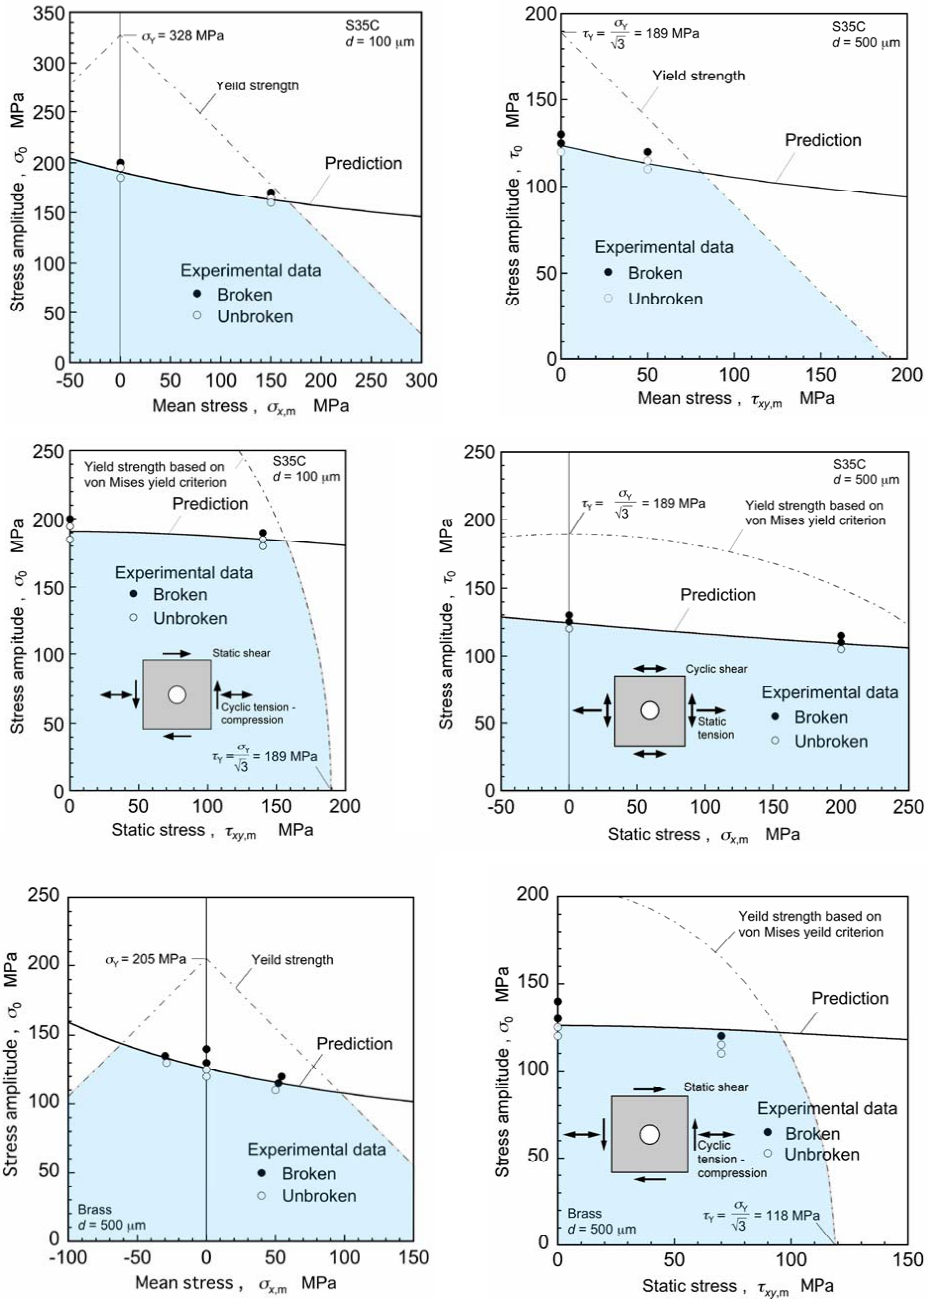 350
300
250
200
150
100
50
0
-50 0 50 100 150 200 250 300
Stress amplitude , σ0 MPa
Mean stress , σx,m MPa
σY = 328 MPa
S35C
d = 100 μm
Yeild strength
Prediction
Experimental data
Broken
Unbroken
200
150
100
50
0
0 50 100 150 200
Stress amplitude , τ0 MPa
Mean stress , τxy,m MPa
τY = σY/√3 = 189 MPa
S35C
d = 500 μm
Yield strength
Prediction
Experimental data
Broken
Unbroken
250
200
150
100
50
0
0 50 100 150 200
Stress amplitude , σ0 MPa
Static stress , τxy,m MPa
Yield strength based on
von Mises yield criterion
S35C
d = 100 μm
Prediction
Experimental data
Broken
Unbroken
Static shear
Cyclic tension -
compression
τY = σY/√3 = 189 MPa
250
200
150
100
50
0
-50 0 50 100 150 200 250
Stress amplitude , τ0 MPa
Static stress , σx,m MPa
S35C
d = 500 μm
τY = σY/√3 = 189 MPa
Yield strength based on
von Mises yield criterion
Prediction
Cyclic shear
Static
tension
Experimental data
Broken
Unbroken
250
200
150
100
50
0
-100 -50 0 50 100 150
Stress amplitude , σ0 MPa
Mean stress , σx,m MPa
σY = 205 MPa
Yeild strength
Prediction
Experimental data
Broken
Unbroken
Brass
d = 500 μm
200
150
100
50
0
0 50 100 150
Stress amplitude , σ0 MPa
Static stress , τxy,m MPa
Yeild strength based on
von Mises yeild criterion
Prediction
Static shear
Experimental data
Broken
Unbroken
Cyclic
tension -
compression
Brass
d = 500 μm
τY = σY/√3 = 118 MPa